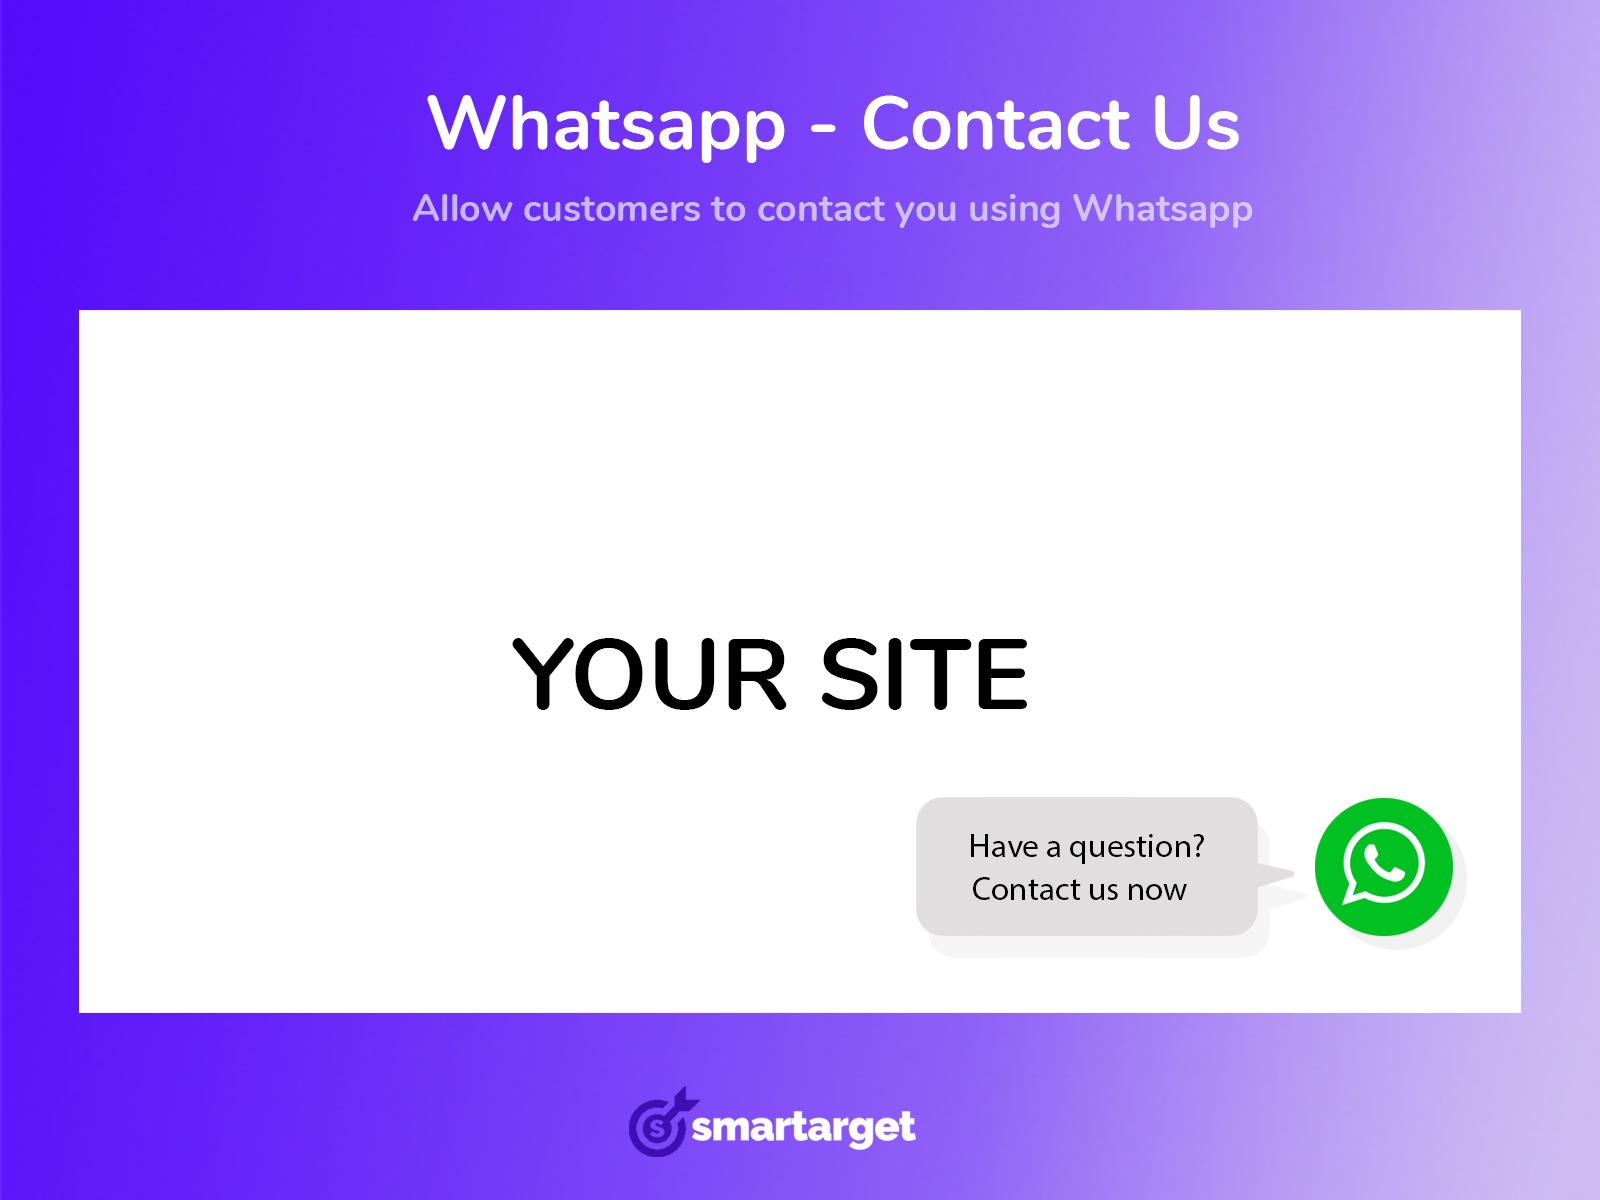 Whatsapp - Contact Us
Allow customers to contact you using Whatsapp
YOUR SITE
Have a question?
Contact us now
s smartarget